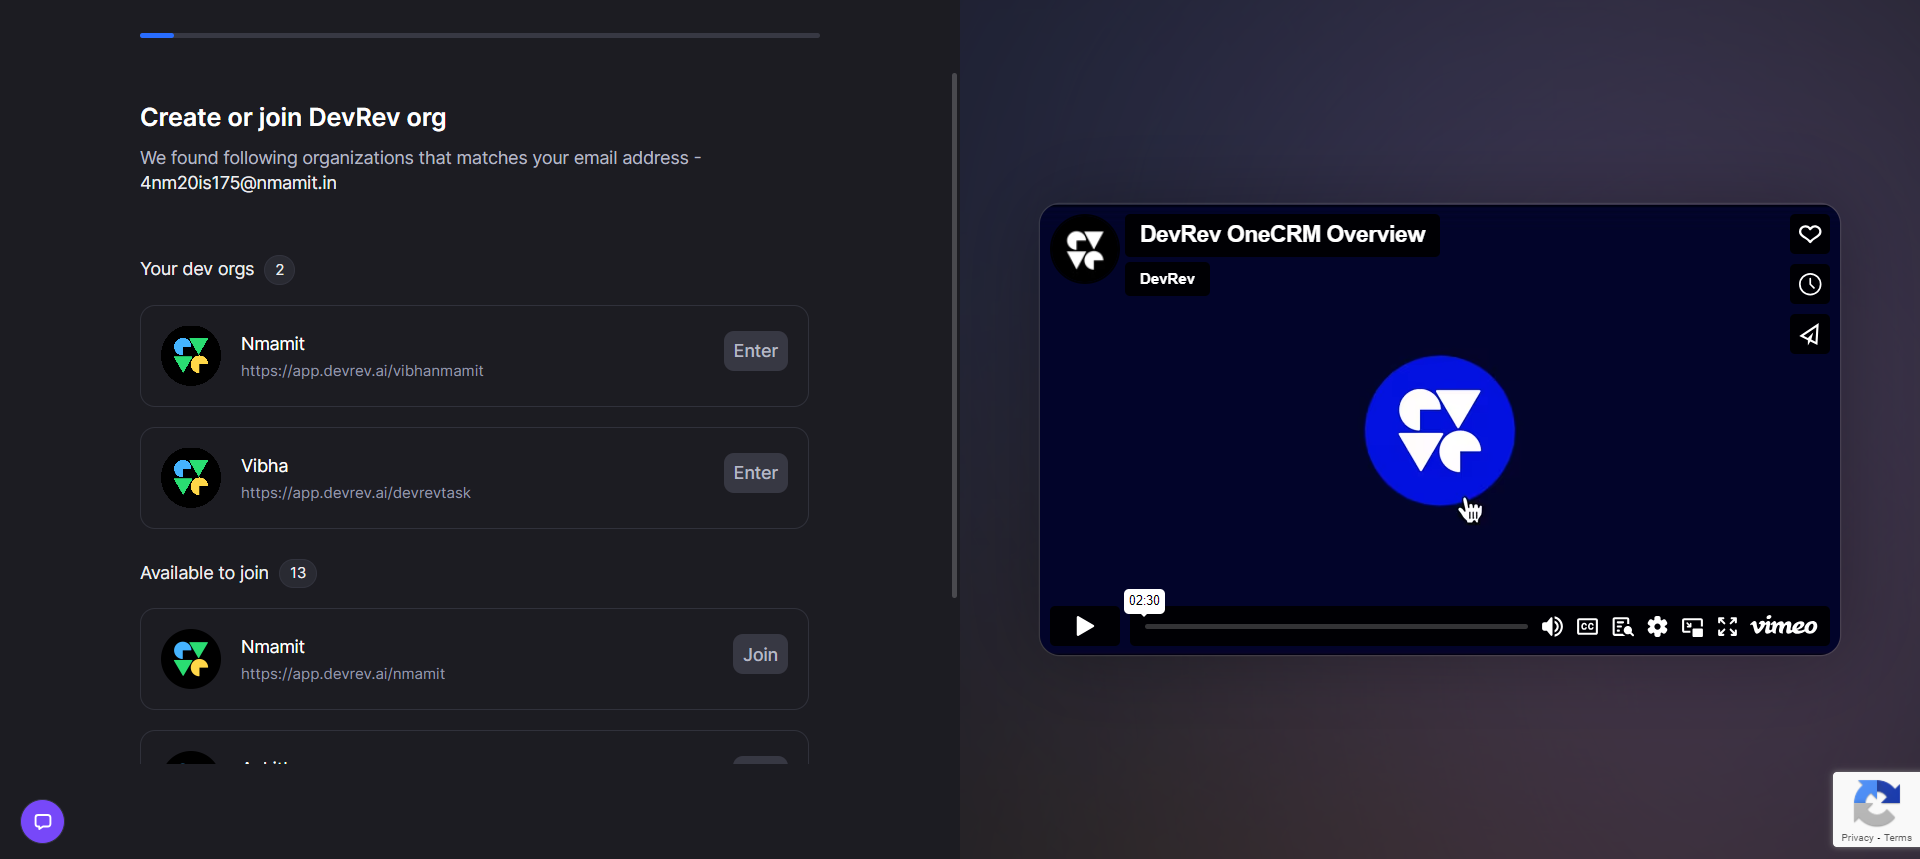 Create or join DevRev org
We found following organizations that matches your email address -
4nm20is175@nmamit.in
Your dev orgs 2
Nmamit
https://app.devrev.ai/vibhanmamit
Enter
Vibha
https://app.devrev.ai/devrevtask
Enter
Available to join 13
Nmamit
https://app.devrev.ai/nmamit
Join
DevRev OneCRM Overview
DevRev
02:30
CC
vimeo
Privacy - Terms